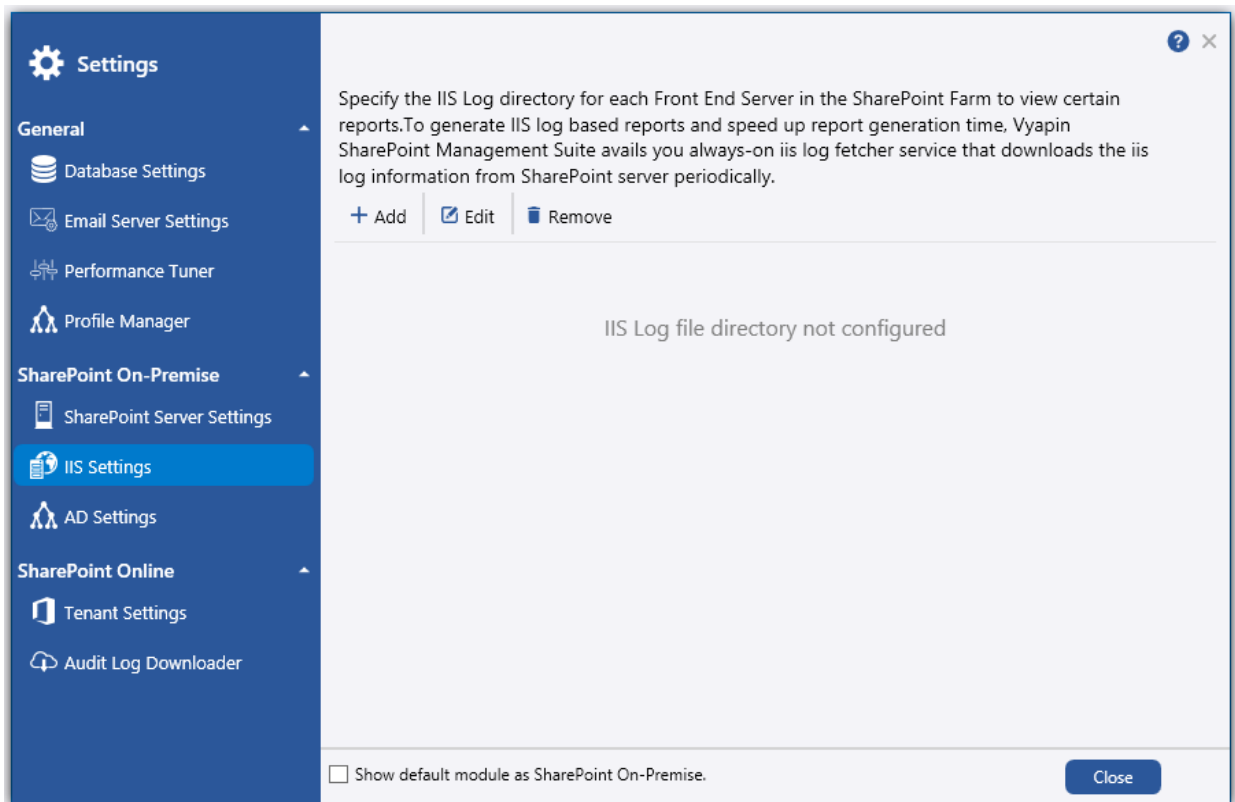 Settings
General
Database Settings
Email Server Settings
Performance Tuner
Profile Manager
SharePoint On-Premise
SharePoint Server Settings
IIS Settings
AD Settings
SharePoint Online
Tenant Settings
Audit Log Downloader
?
Specify the IIS Log directory for each Front End Server in the SharePoint Farm to view certain
reports.To generate IIS log based reports and speed up report generation time, Vyapin
SharePoint Management Suite avails you always-on iis log fetcher service that downloads the iis
log information from SharePoint server periodically.
+ Add Edit Remove
IIS Log file directory not configured
Show default module as SharePoint On-Premise.
Close